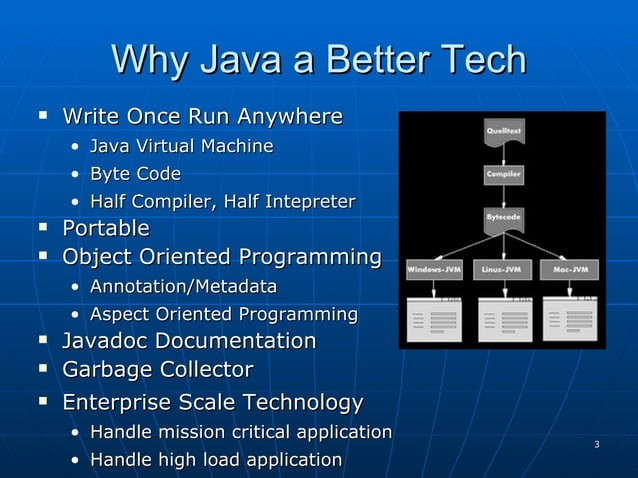 Why Java a Better Tech
Write Once Run Anywhere
Java Virtual Machine
Byte Code
Half Compiler, Half Intepreter
Portable
Object Oriented Programming
Annotation/Metadata
Aspect Oriented Programming
Javadoc Documentation
Garbage Collector
Enterprise Scale Technology
Handle mission critical application
Handle high load application
Quelltext
Compiler
Bytecode
Windows-JVM
Linux-JVM
Mac-JVM
3